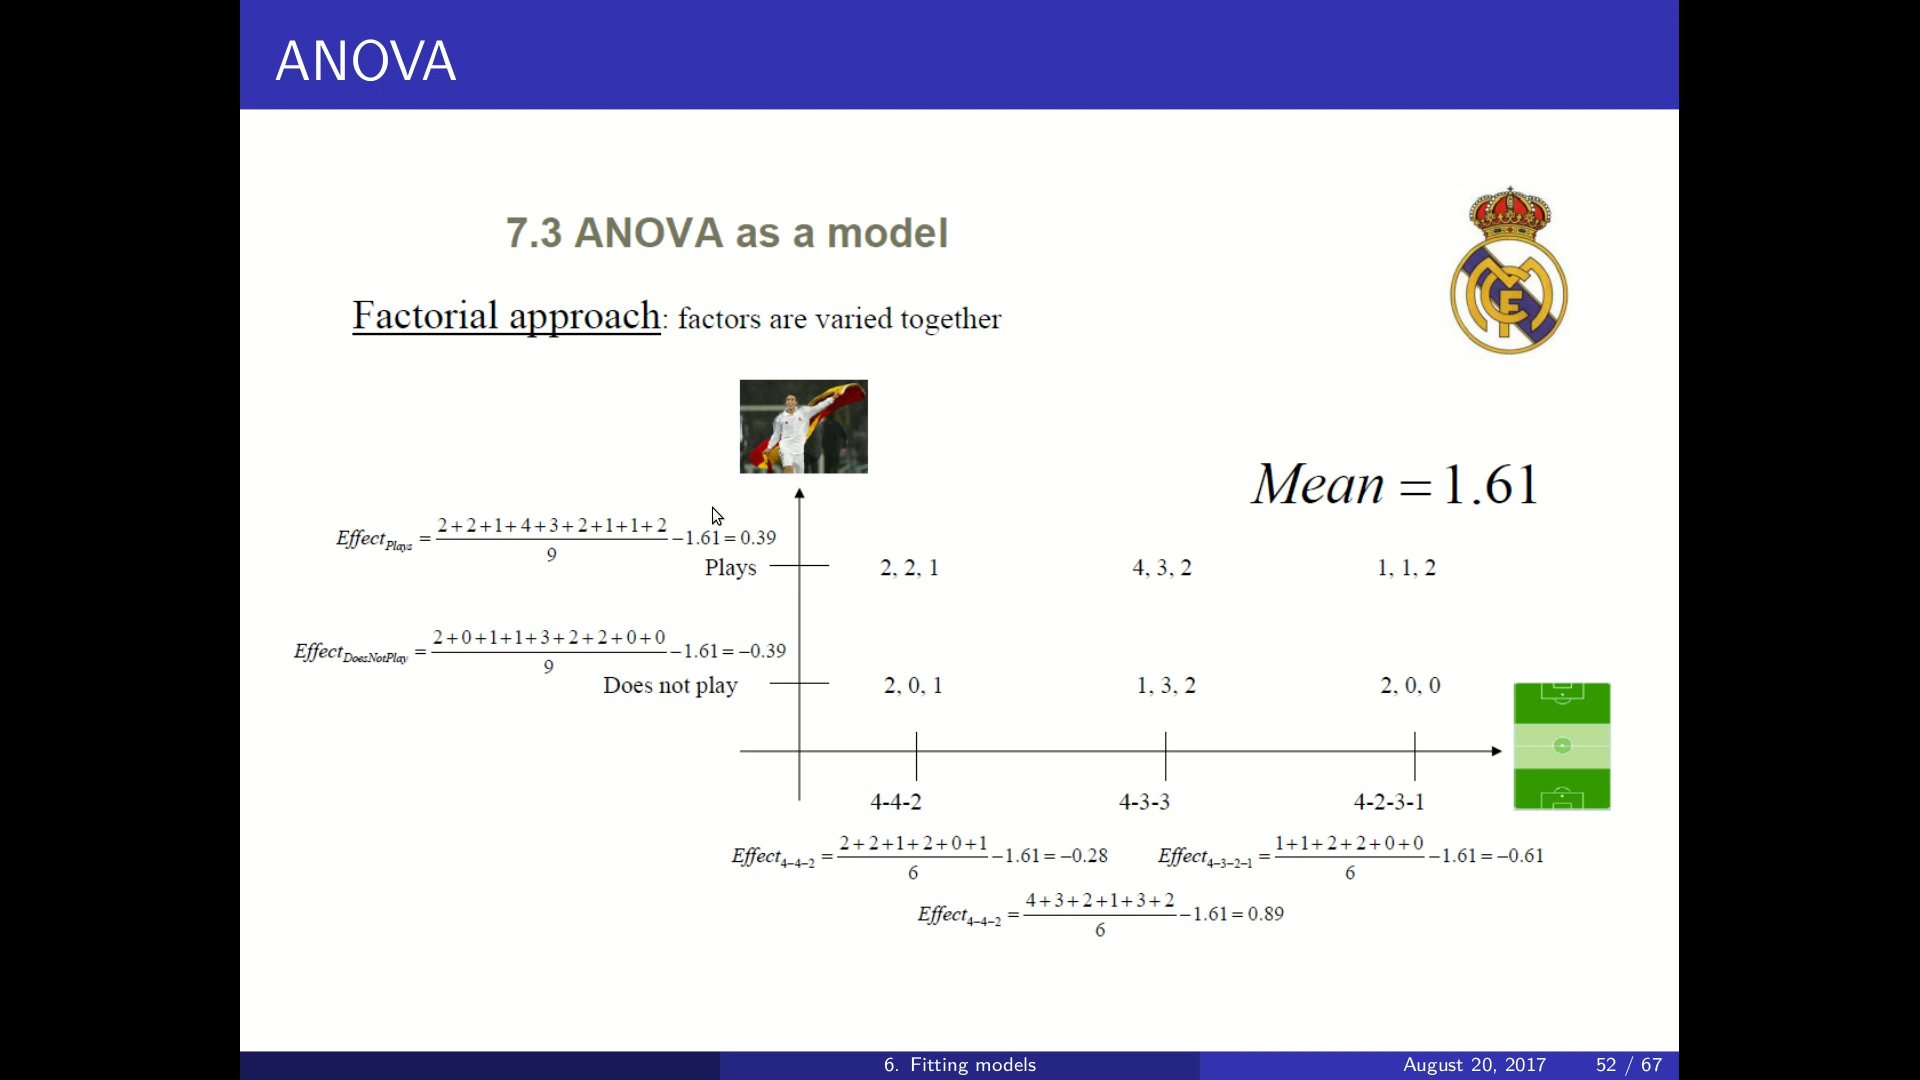 ANOVA
7.3 ANOVA as a model
Factorial approach: factors are varied together
Mean = 1.61
Effect_Plays = (2+2+1+4+3+2+1+1+2)/9 − 1.61 = 0.39
Plays 2, 2, 1 4, 3, 2 1, 1, 2
Effect_DoesNotPlay = (2+0+1+1+3+2+2+0+0)/9 − 1.61 = −0.39
Does not play 2, 0, 1 1, 3, 2 2, 0, 0
4-4-2 4-3-3 4-2-3-1
Effect_4−4−2 = (2+2+1+2+0+1)/6 − 1.61 = −0.28 Effect_4−3−2−1 = (1+1+2+2+0+0)/6 − 1.61 = −0.61
Effect_4−4−2 = (4+3+2+1+3+2)/6 − 1.61 = 0.89
6. Fitting models August 20, 2017 52 / 67